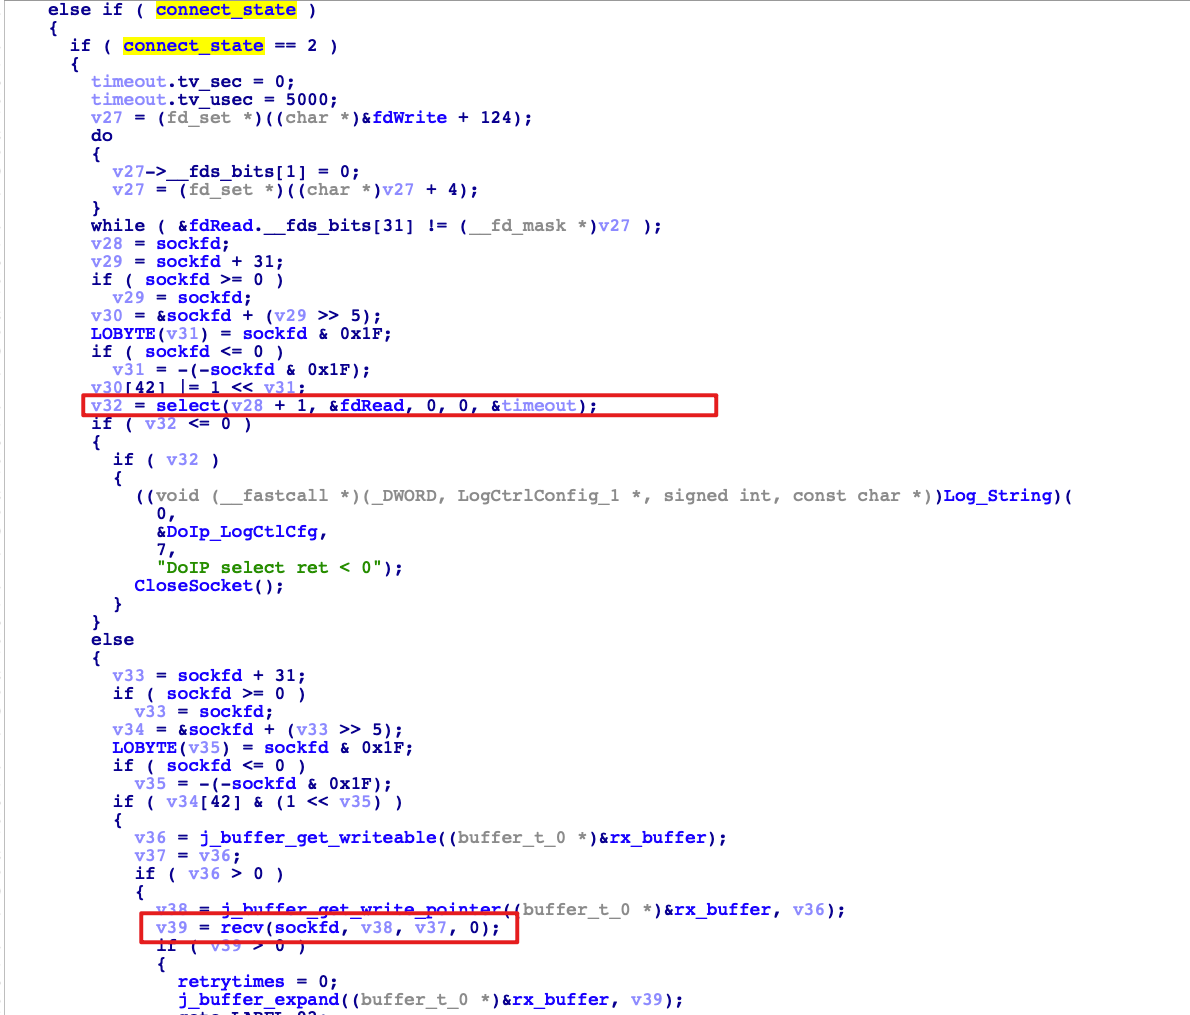 else if ( connect_state )
{
if ( connect_state == 2 )
{
timeout.tv_sec = 0;
timeout.tv_usec = 5000;
v27 = (fd_set *)((char *)&fdWrite + 124);
do
{
v27->__fds_bits[1] = 0;
v27 = (fd_set *)((char *)v27 + 4);
}
while ( &fdRead.__fds_bits[31] != (__fd_mask *)v27 );
v28 = sockfd;
v29 = sockfd + 31;
if ( sockfd >= 0 )
v29 = sockfd;
v30 = &sockfd + (v29 >> 5);
LOBYTE(v31) = sockfd & 0x1F;
if ( sockfd <= 0 )
v31 = -(-sockfd & 0x1F);
v30[42] |= 1 << v31;
v32 = select(v28 + 1, &fdRead, 0, 0, &timeout);
if ( v32 <= 0 )
{
if ( v32 )
{
((void (__fastcall *)(_DWORD, LogCtrlConfig_1 *, signed int, const char *))Log_String)(
0,
&DoIp_LogCtlCfg,
7,
"DoIP select ret < 0");
CloseSocket();
}
}
else
{
v33 = sockfd + 31;
if ( sockfd >= 0 )
v33 = sockfd;
v34 = &sockfd + (v33 >> 5);
LOBYTE(v35) = sockfd & 0x1F;
if ( sockfd <= 0 )
v35 = -(-sockfd & 0x1F);
if ( v34[42] & (1 << v35) )
{
v36 = j_buffer_get_writeable((buffer_t_0 *)&rx_buffer);
v37 = v36;
if ( v36 > 0 )
{
v38 = j_buffer_get_write_pointer((buffer_t_0 *)&rx_buffer, v36);
v39 = recv(sockfd, v38, v37, 0);
if ( v39 > 0 )
{
retrytimes = 0;
j_buffer_expand((buffer_t_0 *)&rx_buffer, v39);